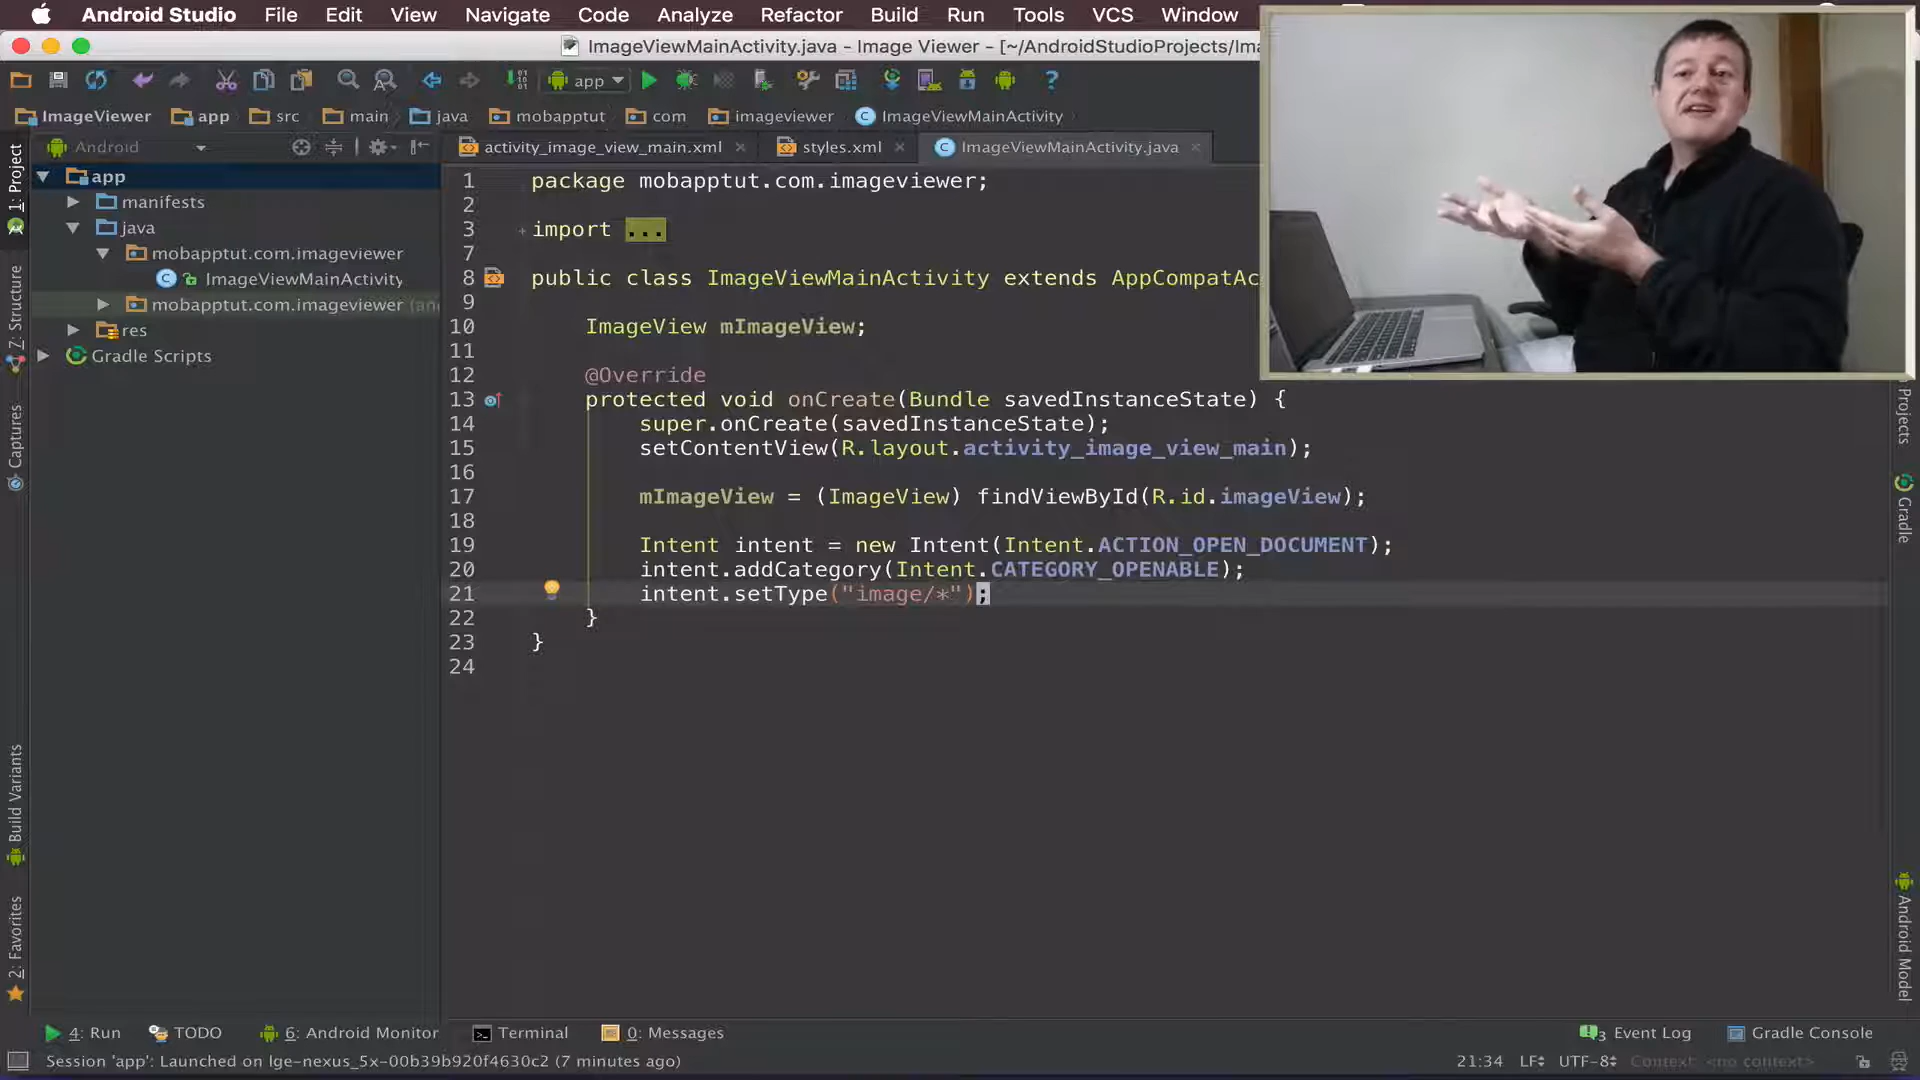 Android Studio File Edit View Navigate Code Analyze Refactor Build Run Tools VCS Window
ImageViewMainActivity.java - Image Viewer - [~/AndroidStudioProjects/Ima
app
ImageViewer app src main java mobapptut com imageviewer ImageViewMainActivity
Android
activity_image_view_main.xml styles.xml ImageViewMainActivity.java
app
manifests
java
mobapptut.com.imageviewer
ImageViewMainActivity
mobapptut.com.imageviewer (and
res
Gradle Scripts
1: Project
Z: Structure
Captures
Build Variants
2: Favorites
1 package mobapptut.com.imageviewer;
2
3 import ...
7
8 public class ImageViewMainActivity extends AppCompatAc
9
10 ImageView mImageView;
11
12 @Override
13 protected void onCreate(Bundle savedInstanceState) {
14 super.onCreate(savedInstanceState);
15 setContentView(R.layout.activity_image_view_main);
16
17 mImageView = (ImageView) findViewById(R.id.imageView);
18
19 Intent intent = new Intent(Intent.ACTION_OPEN_DOCUMENT);
20 intent.addCategory(Intent.CATEGORY_OPENABLE);
21 intent.setType("image/*");
22 }
23 }
24
Projects
Gradle
Android Model
4: Run TODO 6: Android Monitor Terminal 0: Messages 3 Event Log Gradle Console
Session 'app': Launched on lge-nexus_5x-00b39b920f4630c2 (7 minutes ago) 21:34 LF UTF-8 Context: <no context>